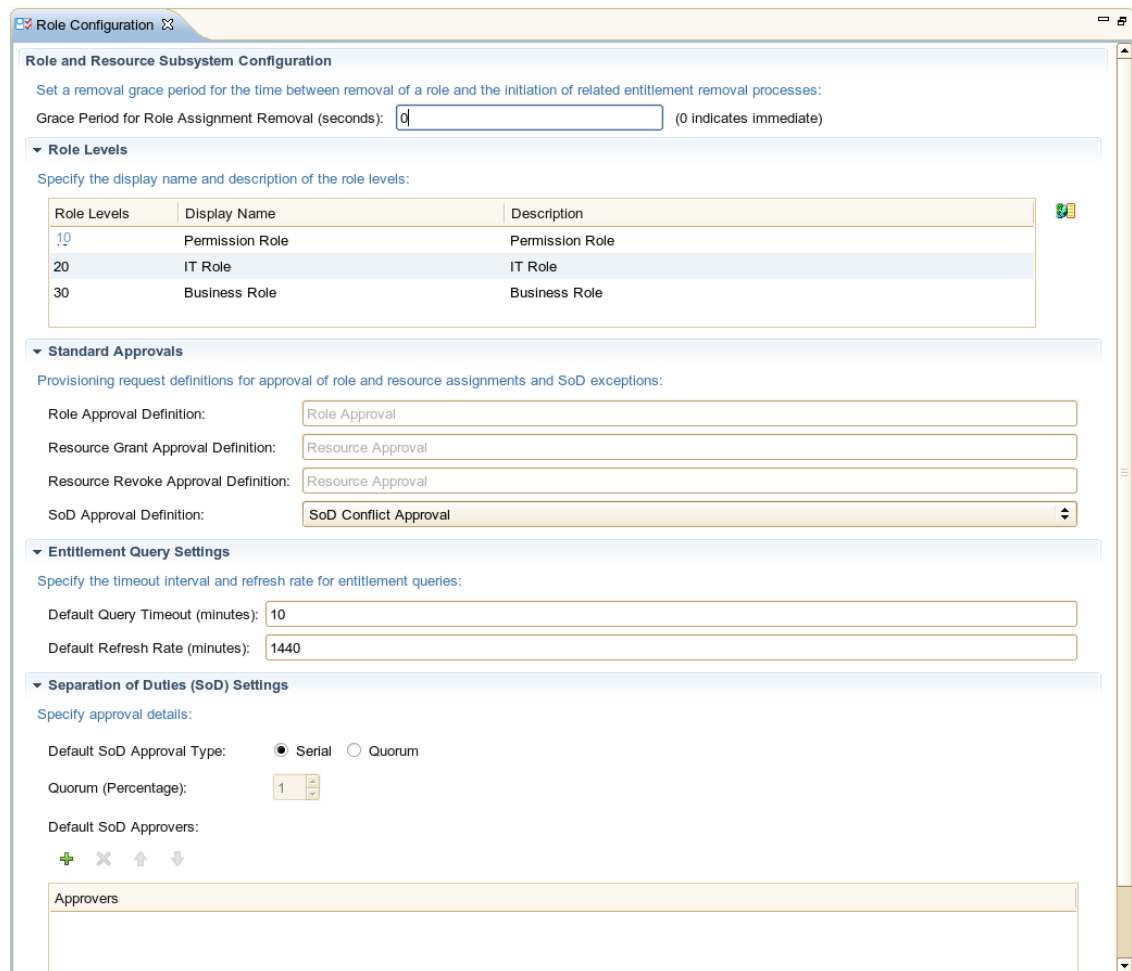 Role Configuration
Role and Resource Subsystem Configuration
Set a removal grace period for the time between removal of a role and the initiation of related entitlement removal processes:
Grace Period for Role Assignment Removal (seconds): 0 (0 indicates immediate)
Role Levels
Specify the display name and description of the role levels:
Role Levels Display Name Description
10 Permission Role Permission Role
20 IT Role IT Role
30 Business Role Business Role
Standard Approvals
Provisioning request definitions for approval of role and resource assignments and SoD exceptions:
Role Approval Definition: Role Approval
Resource Grant Approval Definition: Resource Approval
Resource Revoke Approval Definition: Resource Approval
SoD Approval Definition: SoD Conflict Approval
Entitlement Query Settings
Specify the timeout interval and refresh rate for entitlement queries:
Default Query Timeout (minutes): 10
Default Refresh Rate (minutes): 1440
Separation of Duties (SoD) Settings
Specify approval details:
Default SoD Approval Type: Serial Quorum
Quorum (Percentage): 1
Default SoD Approvers:
Approvers